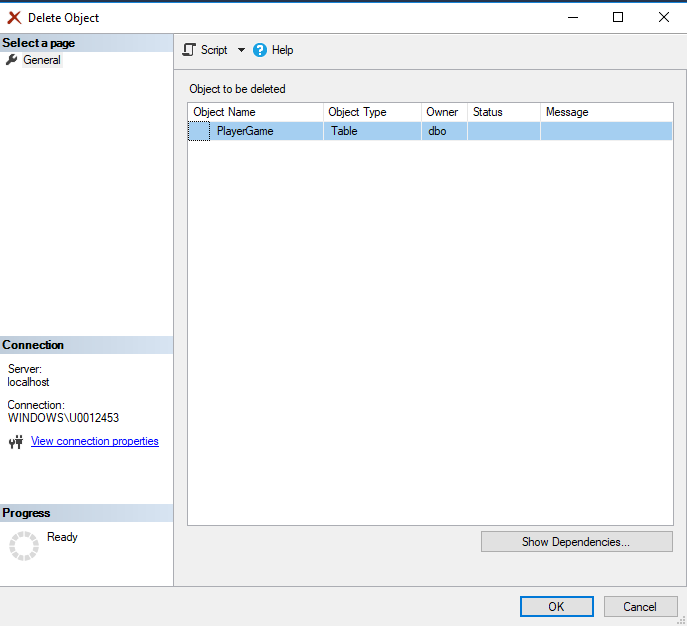 Delete Object
Select a page
General
Script
Help
Object to be deleted
Object Name Object Type Owner Status Message
PlayerGame Table dbo
Connection
Server:
localhost
Connection:
WINDOWS\U0012453
View connection properties
Progress
Ready
Show Dependencies...
OK Cancel